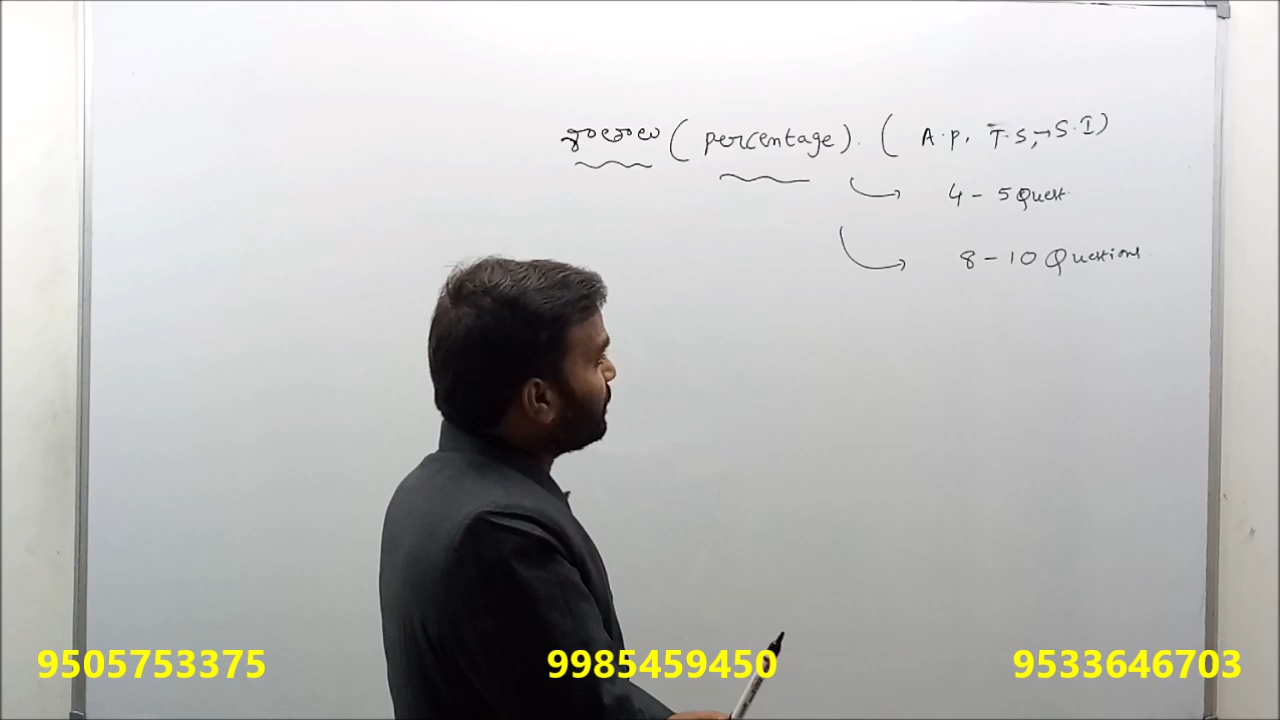 శాతాలు ( percentage ). ( A.P, T.S, → S.I )
4 - 5 Quest.
8 - 10 Questions
9505753375 9985459450 9533646703